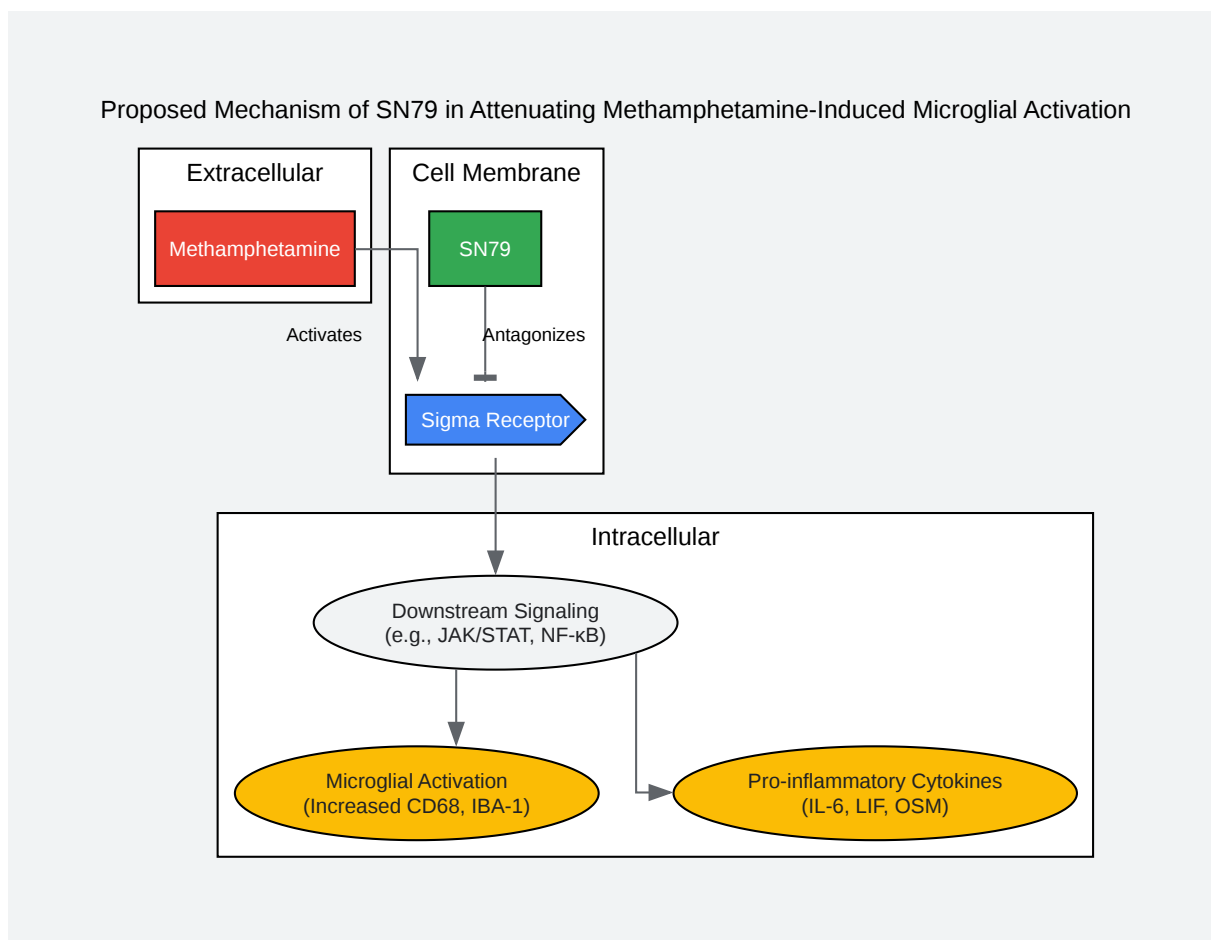 Proposed Mechanism of SN79 in Attenuating Methamphetamine-Induced Microglial Activation
Extracellular
Cell Membrane
Methamphetamine
SN79
Activates
Antagonizes
Sigma Receptor
Intracellular
Downstream Signaling
(e.g., JAK/STAT, NF-κB)
Microglial Activation
(Increased CD68, IBA-1)
Pro-inflammatory Cytokines
(IL-6, LIF, OSM)